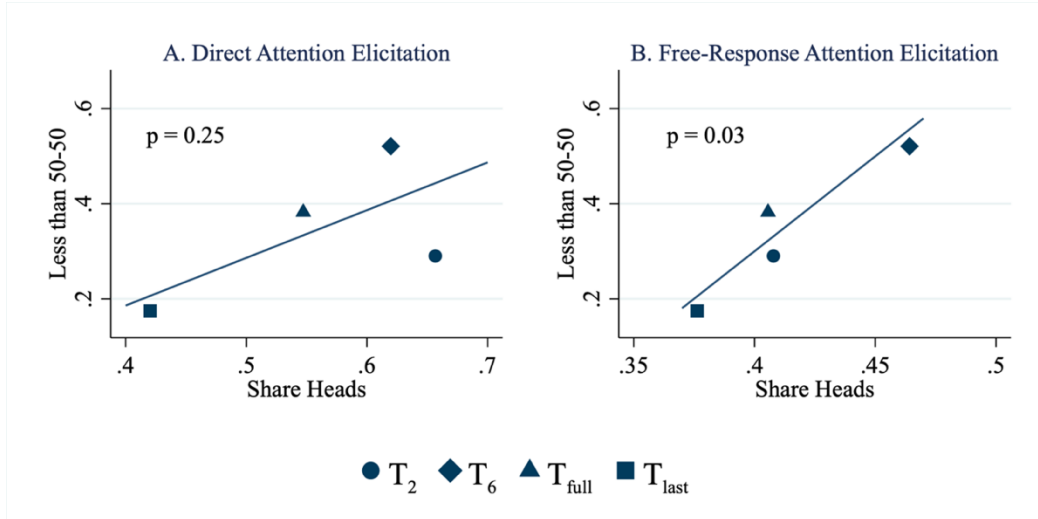 A. Direct Attention Elicitation
Less than 50-50
.6
.4
.2
p = 0.25
.4 .5 .6 .7
Share Heads
B. Free-Response Attention Elicitation
Less than 50-50
.6
.4
.2
p = 0.03
.35 .4 .45 .5
Share Heads
T2 T6 Tfull Tlast